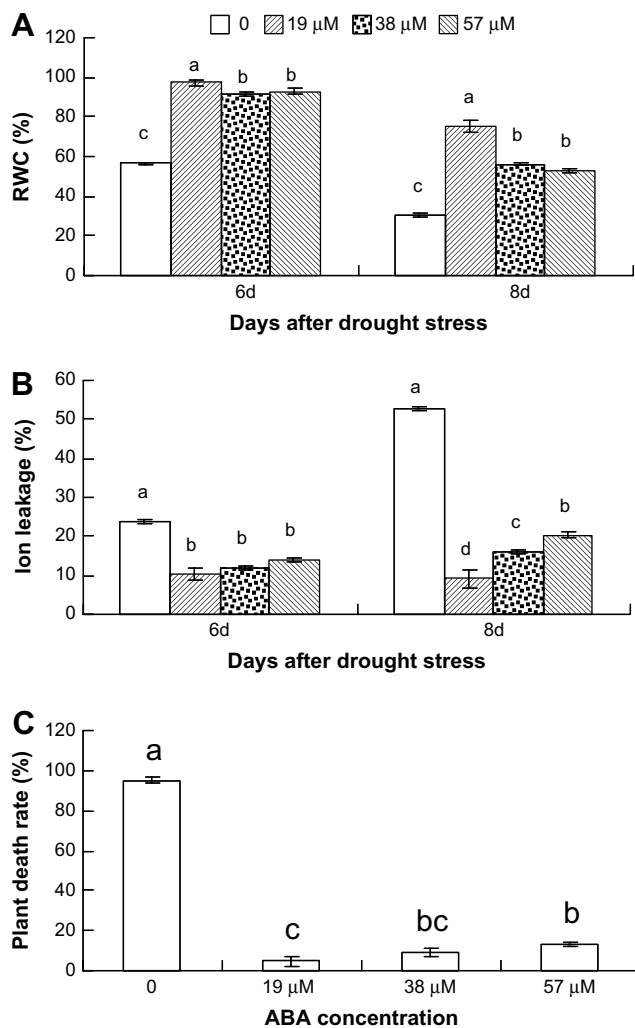 A
0 19 μM 38 μM 57 μM
120
100
80
60
40
20
0
RWC (%)
c a b b
c a b b
6d 8d
Days after drought stress
B
60
50
40
30
20
10
0
Ion leakage (%)
a b b b
a d c b
6d 8d
Days after drought stress
C
120
100
80
60
40
20
0
Plant death rate (%)
a c bc b
0 19 μM 38 μM 57 μM
ABA concentration